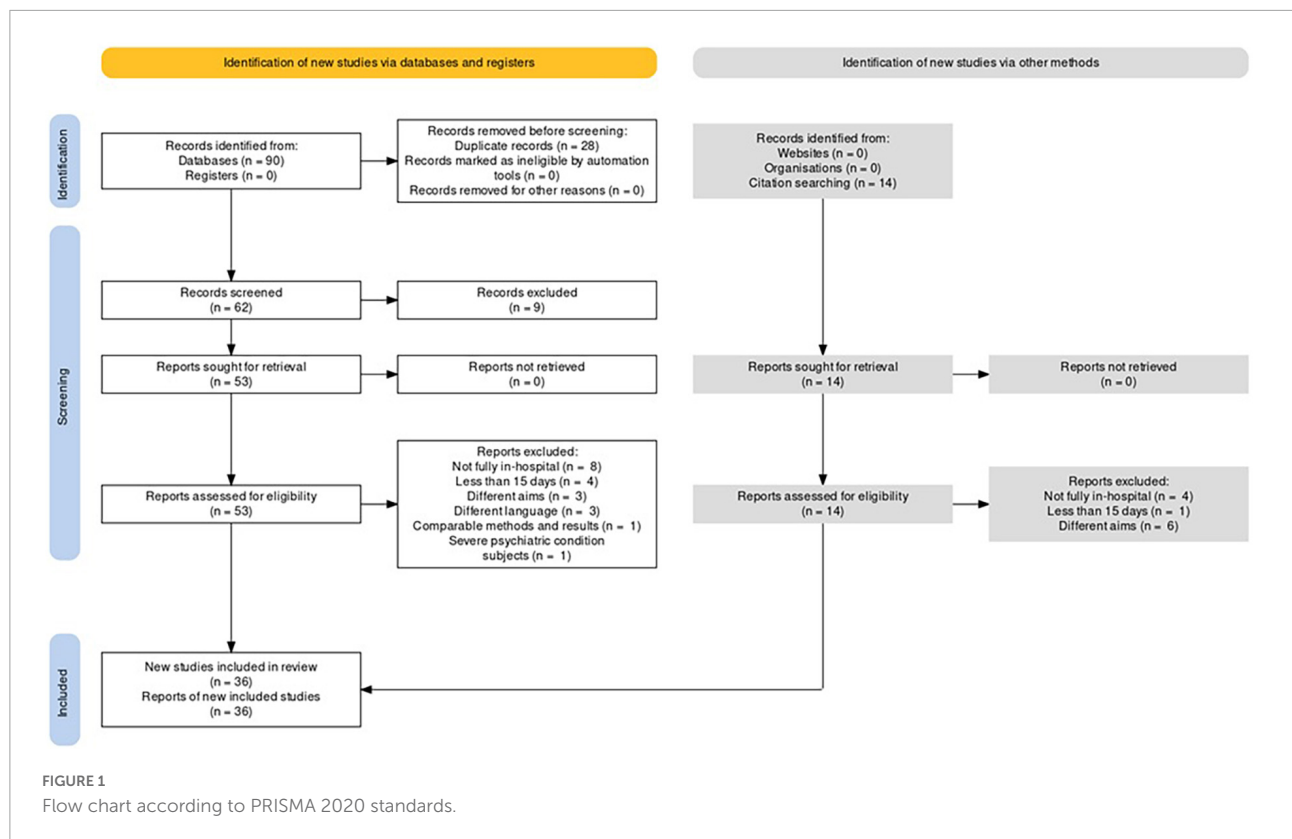 Identification of new studies via databases and registers
Identification of new studies via other methods
Identification
Records identified from:
Databases (n = 90)
Registers (n = 0)
Records removed before screening:
Duplicate records (n = 28)
Records marked as ineligible by automation
tools (n = 0)
Records removed for other reasons (n = 0)
Records identified from:
Websites (n = 0)
Organisations (n = 0)
Citation searching (n = 14)
Screening
Records screened
(n = 62)
Records excluded
(n = 9)
Reports sought for retrieval
(n = 53)
Reports not retrieved
(n = 0)
Reports sought for retrieval
(n = 14)
Reports not retrieved
(n = 0)
Reports assessed for eligibility
(n = 53)
Reports excluded:
Not fully in-hospital (n = 8)
Less than 15 days (n = 4)
Different aims (n = 3)
Different language (n = 3)
Comparable methods and results (n = 1)
Severe psychiatric condition
subjects (n = 1)
Reports assessed for eligibility
(n = 14)
Reports excluded:
Not fully in-hospital (n = 4)
Less than 15 days (n = 1)
Different aims (n = 6)
Included
New studies included in review
(n = 36)
Reports of new included studies
(n = 36)
FIGURE 1
Flow chart according to PRISMA 2020 standards.